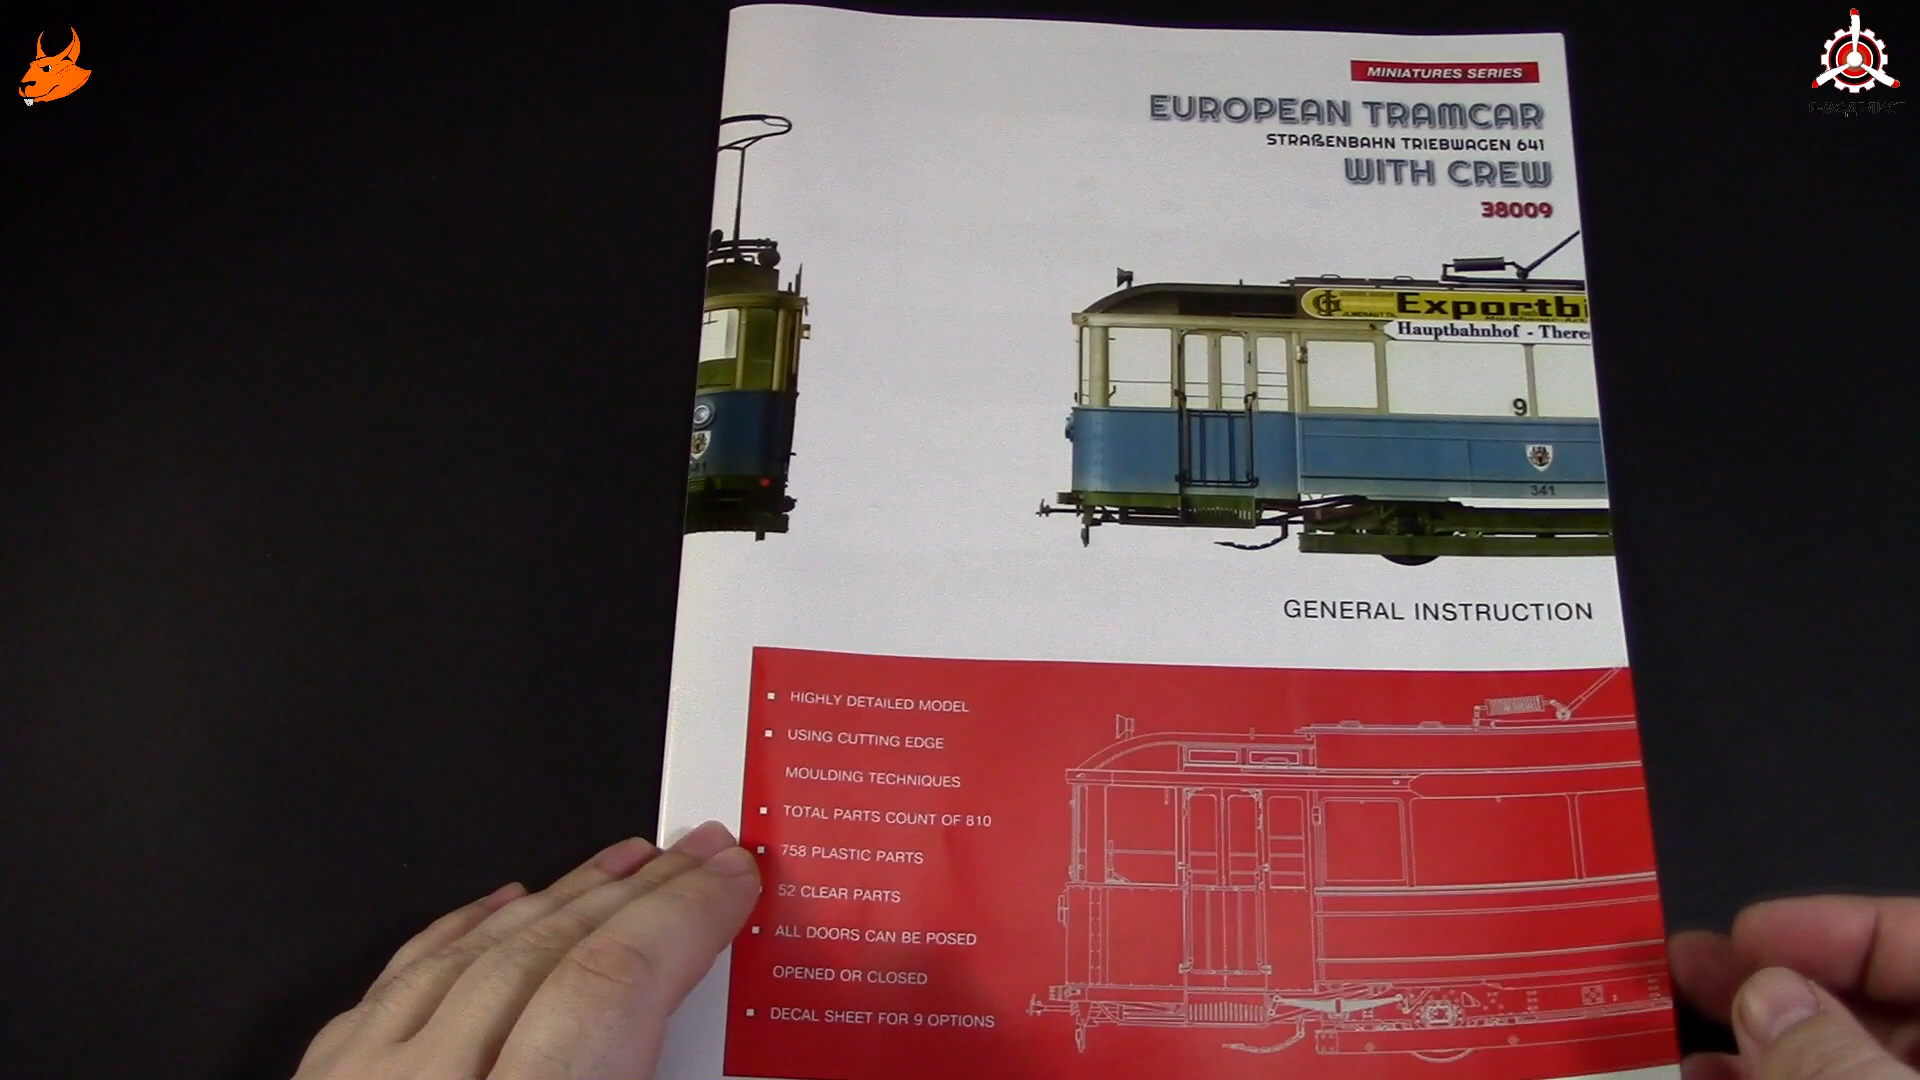 MINIATURES SERIES
EUROPEAN TRAMCAR
STRAßENBAHN TRIEBWAGEN 641
WITH CREW
38009
Exportbi
Hauptbahnhof - There
9
341
GENERAL INSTRUCTION
HIGHLY DETAILED MODEL
USING CUTTING EDGE
MOULDING TECHNIQUES
TOTAL PARTS COUNT OF 810
758 PLASTIC PARTS
52 CLEAR PARTS
ALL DOORS CAN BE POSED
OPENED OR CLOSED
DECAL SHEET FOR 9 OPTIONS